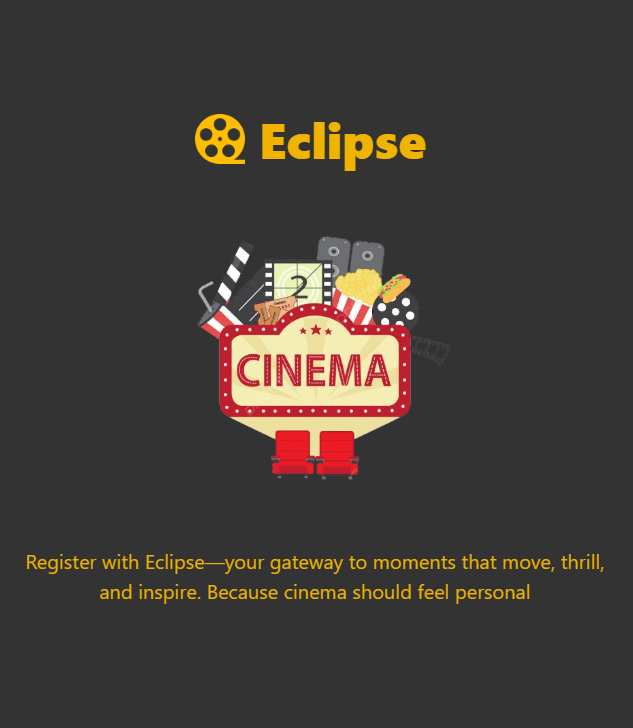 Eclipse
2
CINEMA
Register with Eclipse—your gateway to moments that move, thrill,
and inspire. Because cinema should feel personal